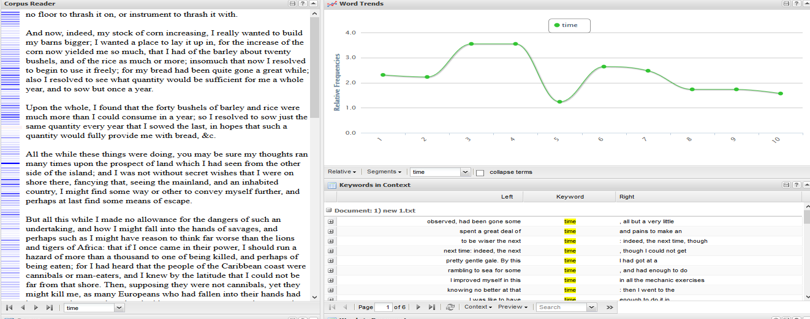 Corpus Reader
no floor to thrash it on, or instrument to thrash it with.
And now, indeed, my stock of corn increasing, I really wanted to build
my barns bigger; I wanted a place to lay it up in, for the increase of the
corn now yielded me so much, that I had of the barley about twenty
bushels, and of the rice as much or more; insomuch that now I resolved
to begin to use it freely; for my bread had been quite gone a great while;
also I resolved to see what quantity would be sufficient for me a whole
year, and to sow but once a year.
Upon the whole, I found that the forty bushels of barley and rice were
much more than I could consume in a year; so I resolved to sow just the
same quantity every year that I sowed the last, in hopes that such a
quantity would fully provide me with bread, &c.
All the while these things were doing, you may be sure my thoughts ran
many times upon the prospect of land which I had seen from the other
side of the island; and I was not without secret wishes that I were on
shore there, fancying that, seeing the mainland, and an inhabited
country, I might find some way or other to convey myself further, and
perhaps at last find some means of escape.
But all this while I made no allowance for the dangers of such an
undertaking, and how I might fall into the hands of savages, and
perhaps such as I might have reason to think far worse than the lions
and tigers of Africa: that if I once came in their power, I should run a
hazard of more than a thousand to one of being killed, and perhaps of
being eaten; for I had heard that the people of the Caribbean coast were
cannibals or man-eaters, and I knew by the latitude that I could not be
far from that shore. Then, supposing they were not cannibals, yet they
might kill me, as many Europeans who had fallen into their hands had
time
Word Trends
time
Relative Frequencies
4.0
3.0
2.0
1.0
0.0
1 2 3 4 5 6 7 8 9 10
Relative Segments time collapse terms
Keywords in Context
Left Keyword Right
Document: 1) new 1.txt
observed, had been gone some time , all but a very little
spent a great deal of time and pains to make an
to be wiser the next time : indeed, the next time, though
next time: indeed, the next time , though I could not get
pretty gentle gale. By this time I had got at a
rambling to sea for some time , and had enough to do
I improved myself in this time in all the mechanic exercises
knowing no better at that time : then I went to the
I was like to have time enough to do it in
Page 1 of 6 Context Preview Search